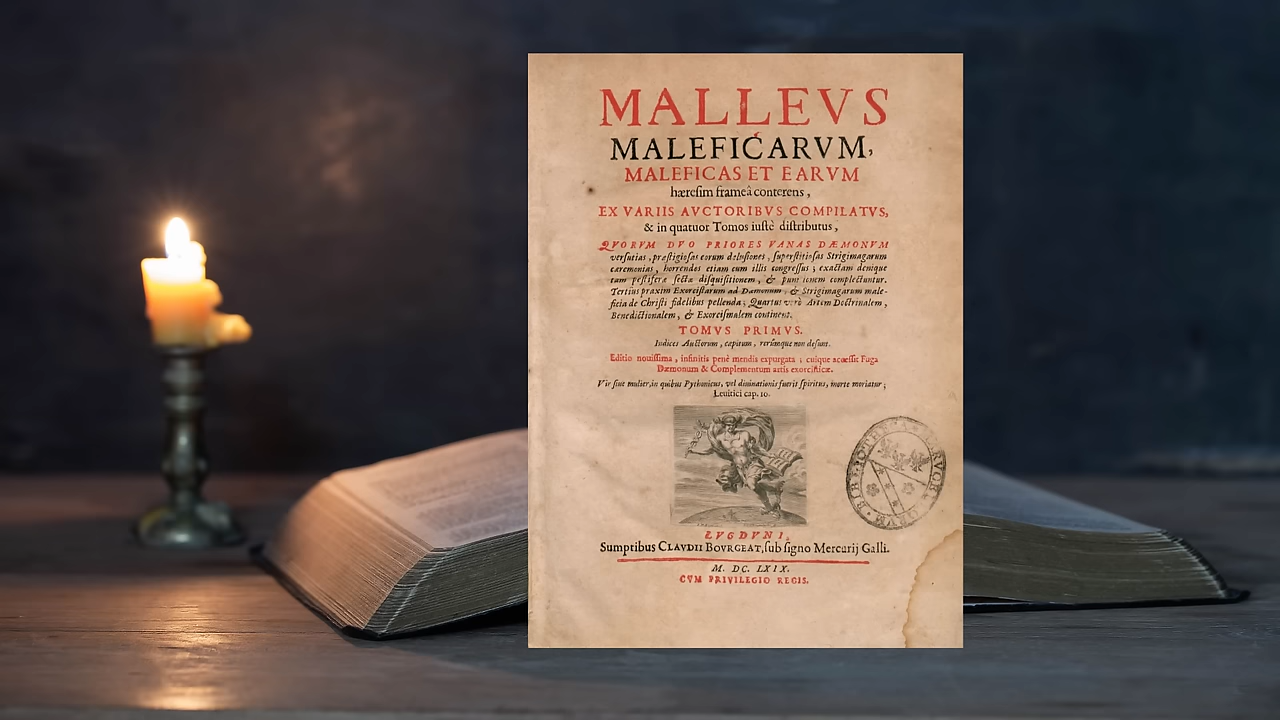 MALLEVS
MALEFICARVM,
MALEFICAS ET EARVM
hæresim frameâ conterens,
EX VARIIS AVCTORIBVS COMPILATVS,
& in quatuor Tomos iustè distributus,
QVORVM DVO PRIORES VANAS DÆMONVM
versutias, præstigiosas eorum delusiones, superstitiosas Strigimagarum
cæremonias, horrendos etiam cum illis congressus; exactam denique
tam pestiferæ sectæ disquisitionem, & punitionem complectuntur.
Tertius praxim Exorcistarum ad Dæmonum, & Strigimagarum male-
ficia de Christi fidelibus pellenda; Quartus verò Artem Doctrinalem,
Benedictionalem, & Exorcismalem continent.
TOMVS PRIMVS.
Indices Auctorum, capitum, rerúmque non desunt.
Editio nouissima, infinitis penè mendis expurgata; cuique accessit Fuga
Dæmonum & Complementum artis exorcisticæ.
Vir siue mulier, in quibus Pythonicus, vel diuinationis fuerit spiritus, morte moriatur;
Leuitici cap. 10.
LVGDVNI,
Sumptibus CLAVDII BOVRGEAT, sub signo Mercurij Galli.
M. DC. LXIX.
CVM PRIVILEGIO REGIS.